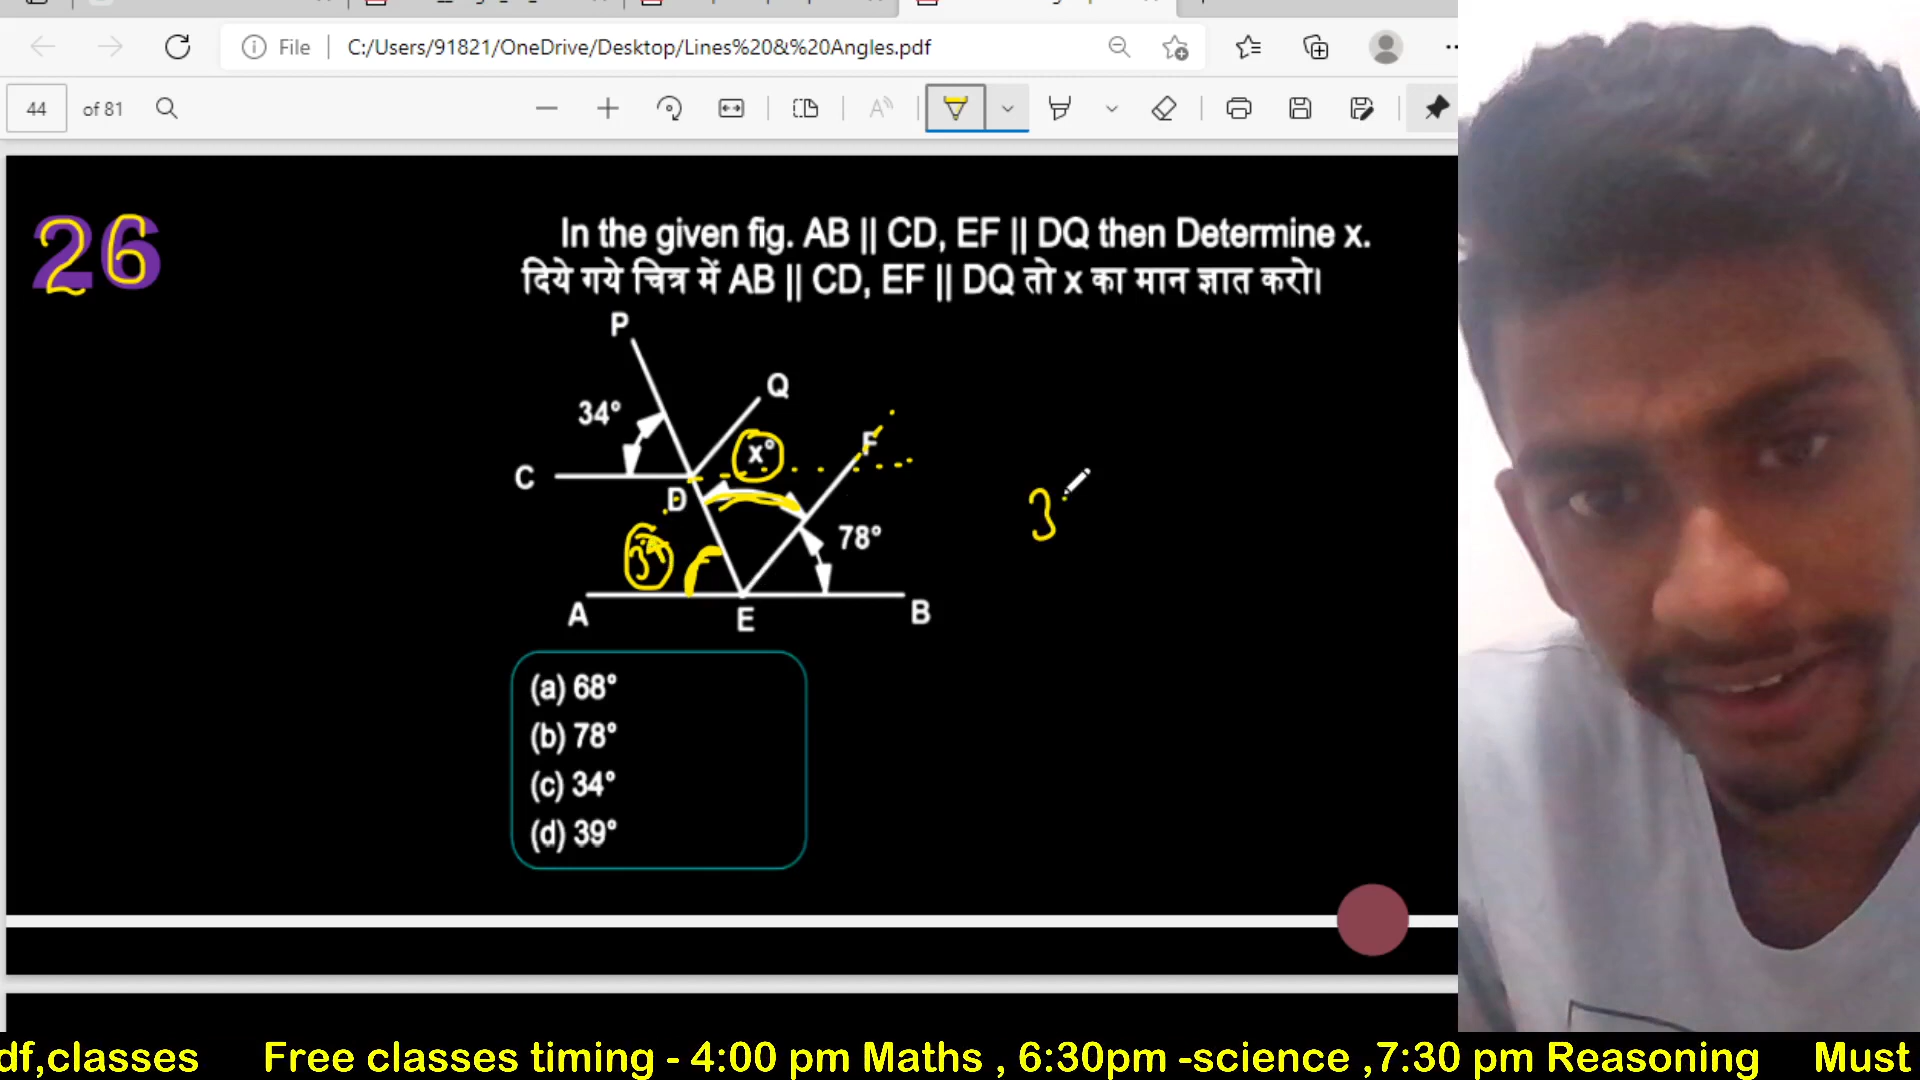 File
C:/Users/91821/OneDrive/Desktop/Lines%20&%20Angles.pdf
44 of 81
26
In the given fig. AB || CD, EF || DQ then Determine x.
दिये गये चित्र में AB || CD, EF || DQ तो x का मान ज्ञात करो।
P
Q
34°
x°
F
C
D
3
78°
34
A
E
B
(a) 68°
(b) 78°
(c) 34°
(d) 39°
df,classes Free classes timing - 4:00 pm Maths , 6:30pm -science ,7:30 pm Reasoning Must